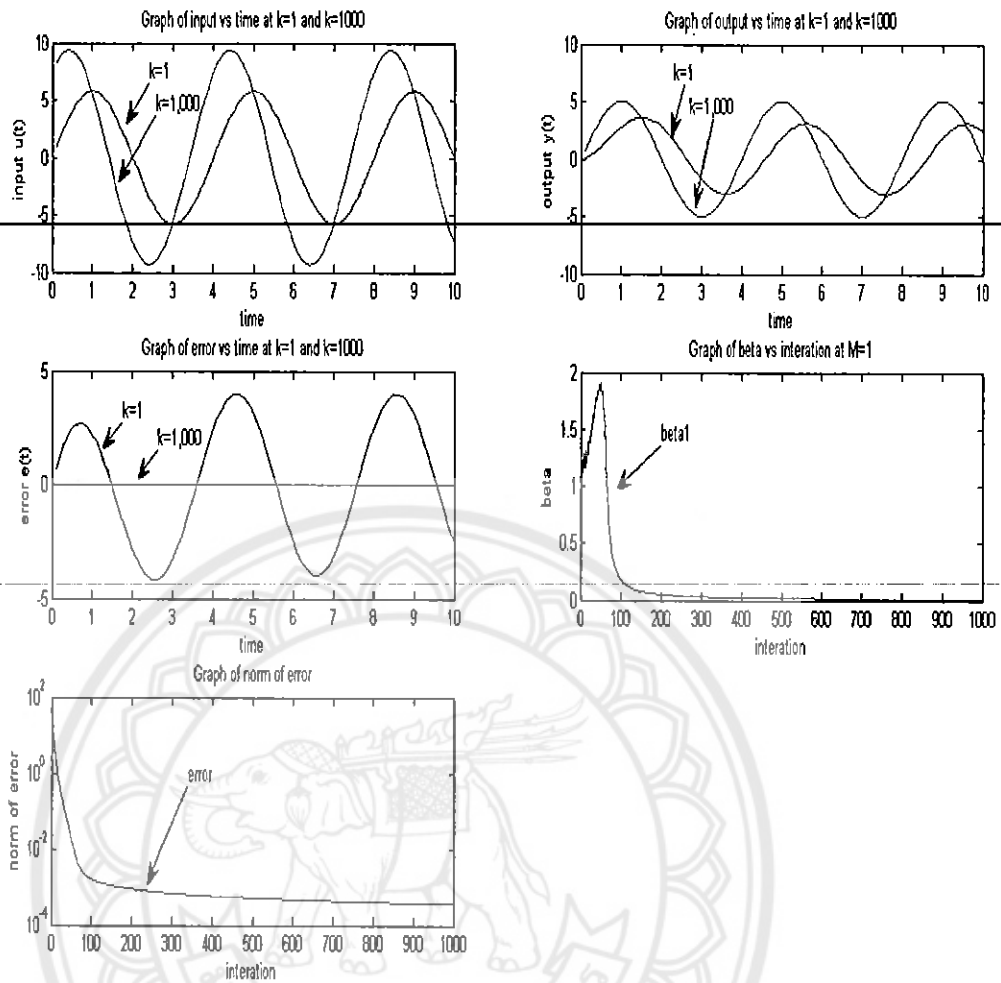 Graph of input vs time at k=1 and k=1000
10
5
0
-5
-10
input u(t)
k=1
k=1,000
0 1 2 3 4 5 6 7 8 9 10
time
Graph of output vs time at k=1 and k=1000
10
5
0
-5
-10
output y(t)
k=1
k=1,000
0 1 2 3 4 5 6 7 8 9 10
time
Graph of error vs time at k=1 and k=1000
5
0
-5
error e(t)
k=1
k=1,000
0 1 2 3 4 5 6 7 8 9 10
time
Graph of beta vs interation at M=1
2
1.5
1
0.5
0
beta
beta1
0 100 200 300 400 500 600 700 800 900 1000
interation
Graph of norm of error
10^2
10^0
10^-2
10^-4
norm of error
error
0 100 200 300 400 500 600 700 800 900 1000
interation